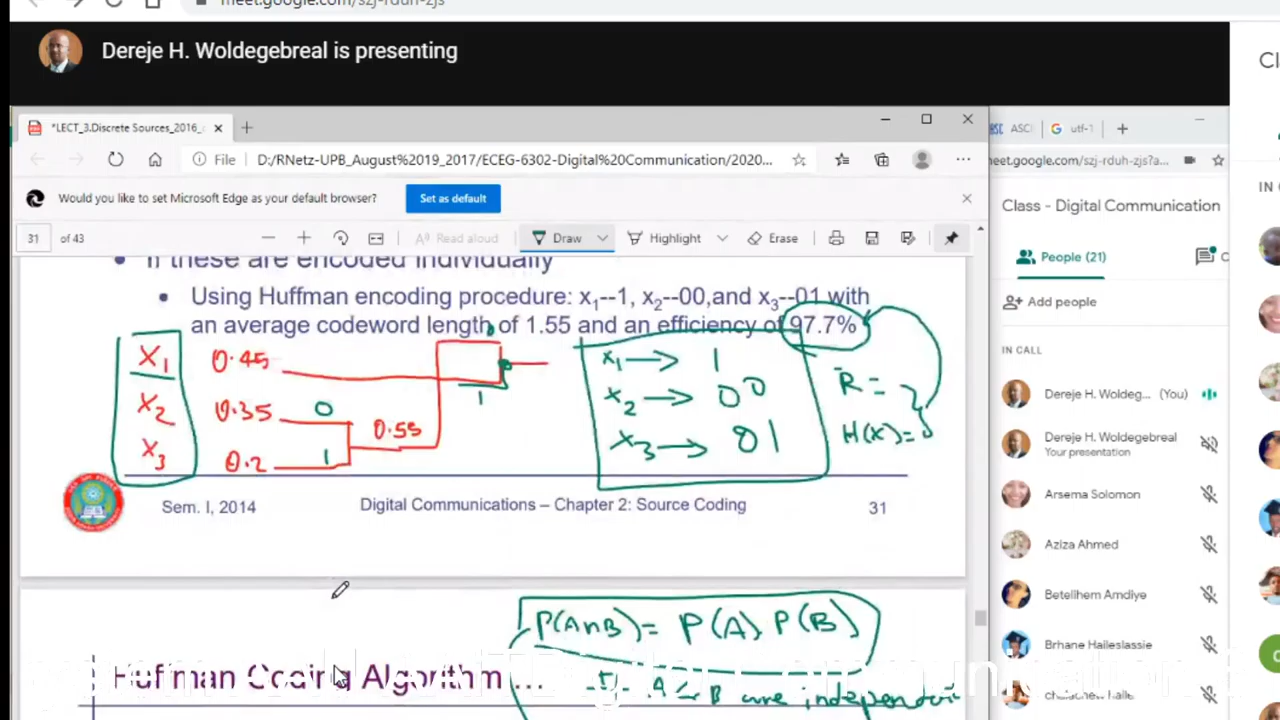 meet.google.com/szj-rduh-zjs
Dereje H. Woldegebreal is presenting
*LECT_3.Discrete Sources_2016_
ASCI
utf-1
File
D:/RNetz-UPB_August%2019_2017/ECEG-6302-Digital%20Communication/2020...
meet.google.com/szj-rduh-zjs?a...
Would you like to set Microsoft Edge as your default browser?
Set as default
Class - Digital Communication
31 of 43
Read aloud
Draw
Highlight
Erase
People (21)
Add people
IN CALL
Dereje H. Woldeg... (You)
Dereje H. Woldegebreal
Your presentation
Arsema Solomon
Aziza Ahmed
Betelihem Amdiye
Brhane Halleslassie
If these are encoded individually
Using Huffman encoding procedure: x1--1, x2--00,and x3--01 with
an average codeword length of 1.55 and an efficiency of 97.7%
x1 0.45
x2 0.35 0
x3 0.2 1
0.55
1
x1 → 1
x2 → 00
x3 → 01
R̄ =
H(x)=
Sem. I, 2014
Digital Communications – Chapter 2: Source Coding
31
P(A∩B) = P(A) P(B)
Huffman Coding Algorithm ...
B are independent